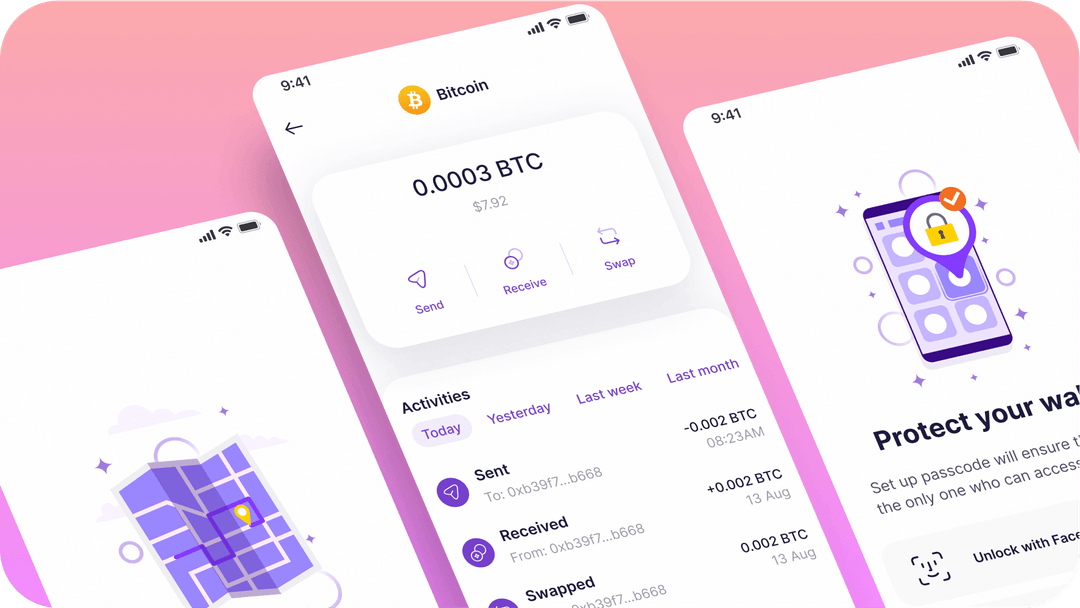 9:41
Bitcoin
0.0003 BTC
$7.92
Send
Receive
Swap
Activities
Today
Yesterday
Last week
Last month
Sent
-0.002 BTC
To: 0xb39f7...b668
08:23AM
Received
+0.002 BTC
From: 0xb39f7...b668
13 Aug
Swapped
0.002 BTC
0xb39f7...b668
13 Aug
9:41
Protect your
Set up passcode will ensure
the only one who can access
Unlock with Face